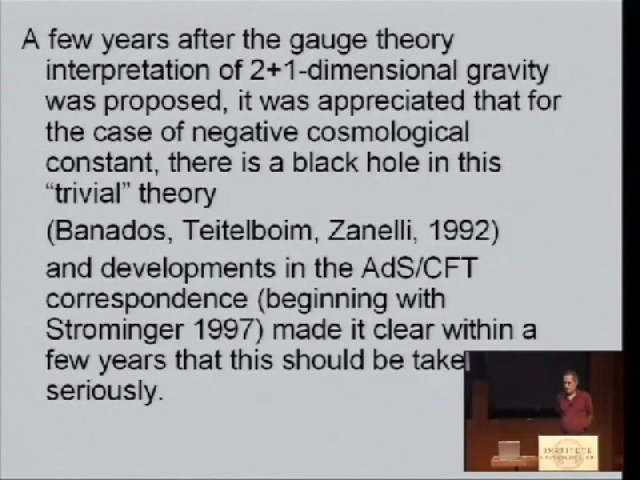 A few years after the gauge theory
interpretation of 2+1-dimensional gravity
was proposed, it was appreciated that for
the case of negative cosmological
constant, there is a black hole in this
“trivial” theory
(Banados, Teitelboim, Zanelli, 1992)
and developments in the AdS/CFT
correspondence (beginning with
Strominger 1997) made it clear within a
few years that this should be take
seriously.
INSTITUTE